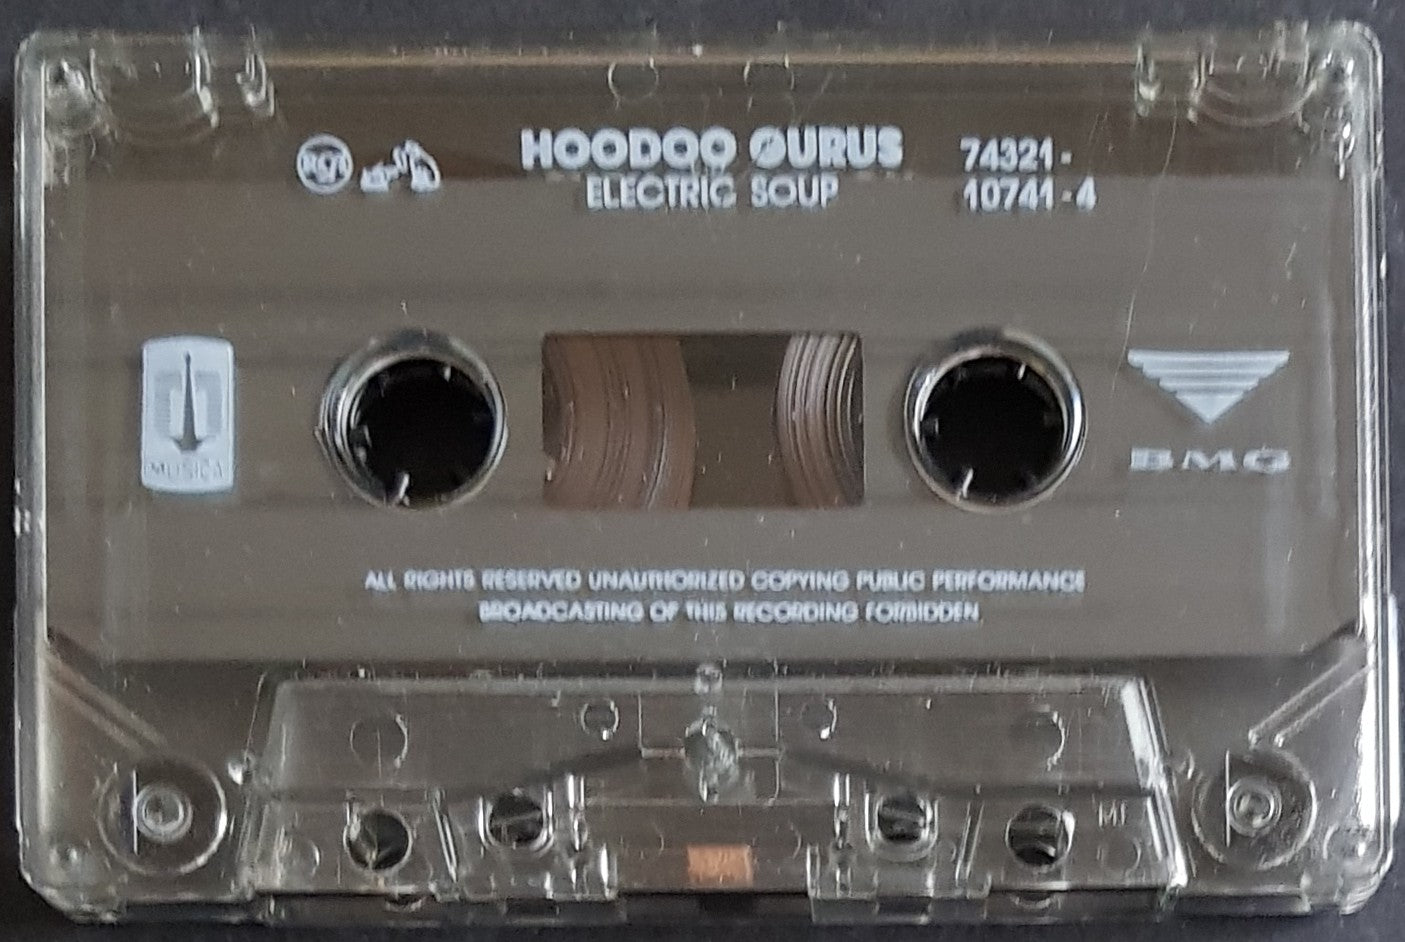 RCA
HOODOO GURUS
ELECTRIC SOUP
74321-
10741-4
MUSICA
BMG
ALL RIGHTS RESERVED UNAUTHORIZED COPYING PUBLIC PERFORMANCE
BROADCASTING OF THIS RECORDING FORBIDDEN